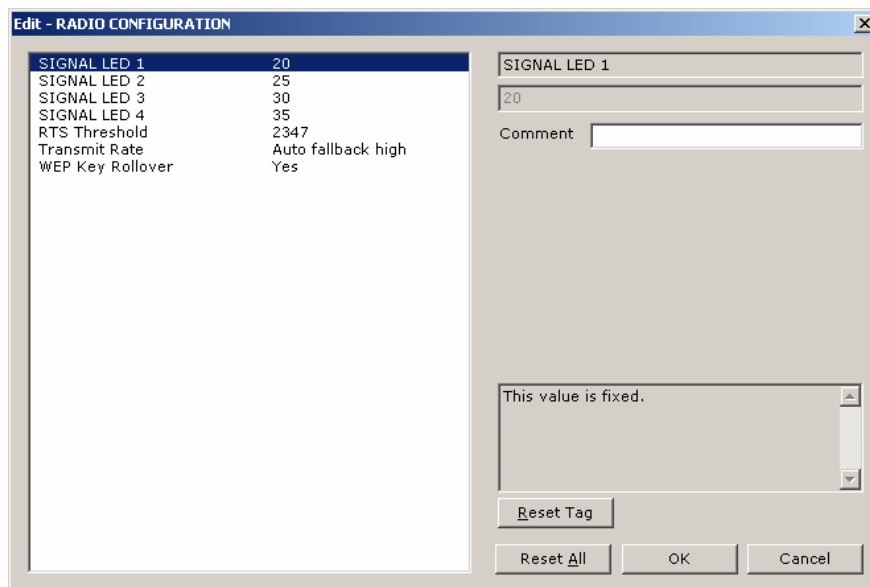 Edit - RADIO CONFIGURATION
SIGNAL LED 1 20
SIGNAL LED 2 25
SIGNAL LED 3 30
SIGNAL LED 4 35
RTS Threshold 2347
Transmit Rate Auto fallback high
WEP Key Rollover Yes
SIGNAL LED 1
20
Comment
This value is fixed.
Reset Tag
Reset All OK Cancel